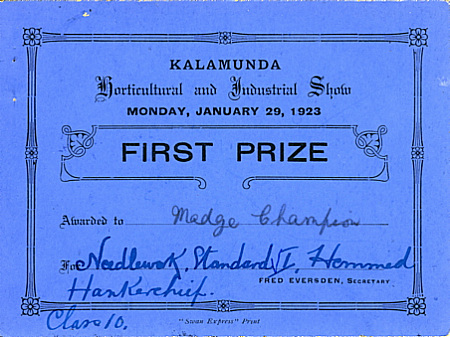 KALAMUNDA
Horticultural and Industrial Show
MONDAY, JANUARY 29, 1923
FIRST PRIZE
Awarded to Madge Champion
For Needlework, Standard VI, Hemmed
FRED EVERSDEN, SECRETARY
Hankerchief.
Class 10.
"Swan Express" Print